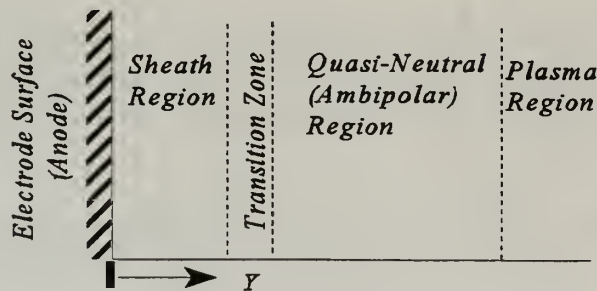 Electrode Surface
(Anode)
Sheath
Region
Transition Zone
Quasi-Neutral
(Ambipolar)
Region
Plasma
Region
Y